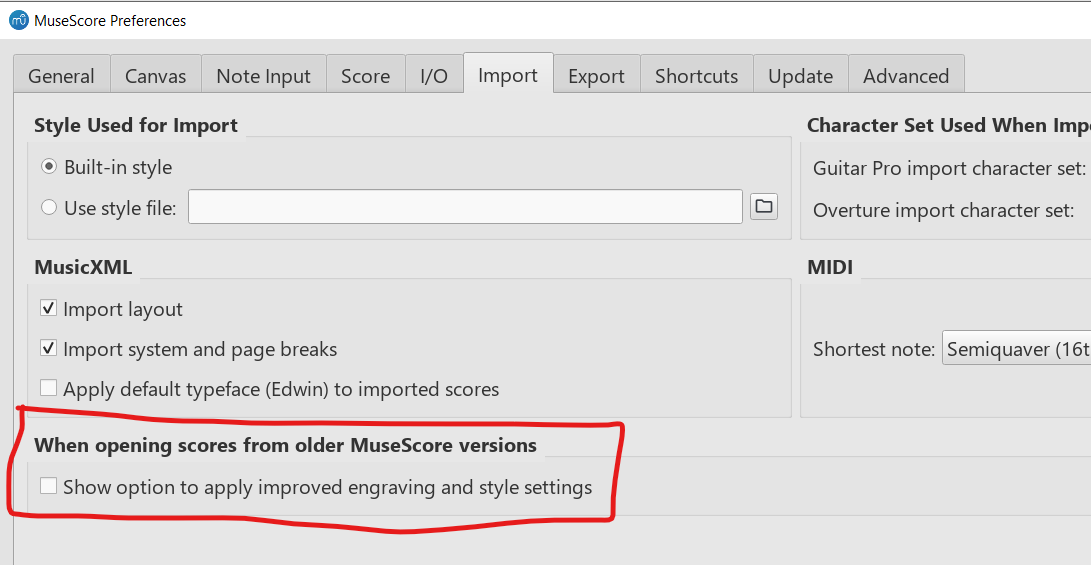 MuseScore Preferences
General Canvas Note Input Score I/O Import Export Shortcuts Update Advanced
Style Used for Import
Built-in style
Use style file:
Character Set Used When Impo
Guitar Pro import character set:
Overture import character set:
MusicXML
Import layout
Import system and page breaks
Apply default typeface (Edwin) to imported scores
MIDI
Shortest note: Semiquaver (16t
When opening scores from older MuseScore versions
Show option to apply improved engraving and style settings